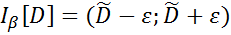 I_β[D] = (D̃ − ε; D̃ + ε)